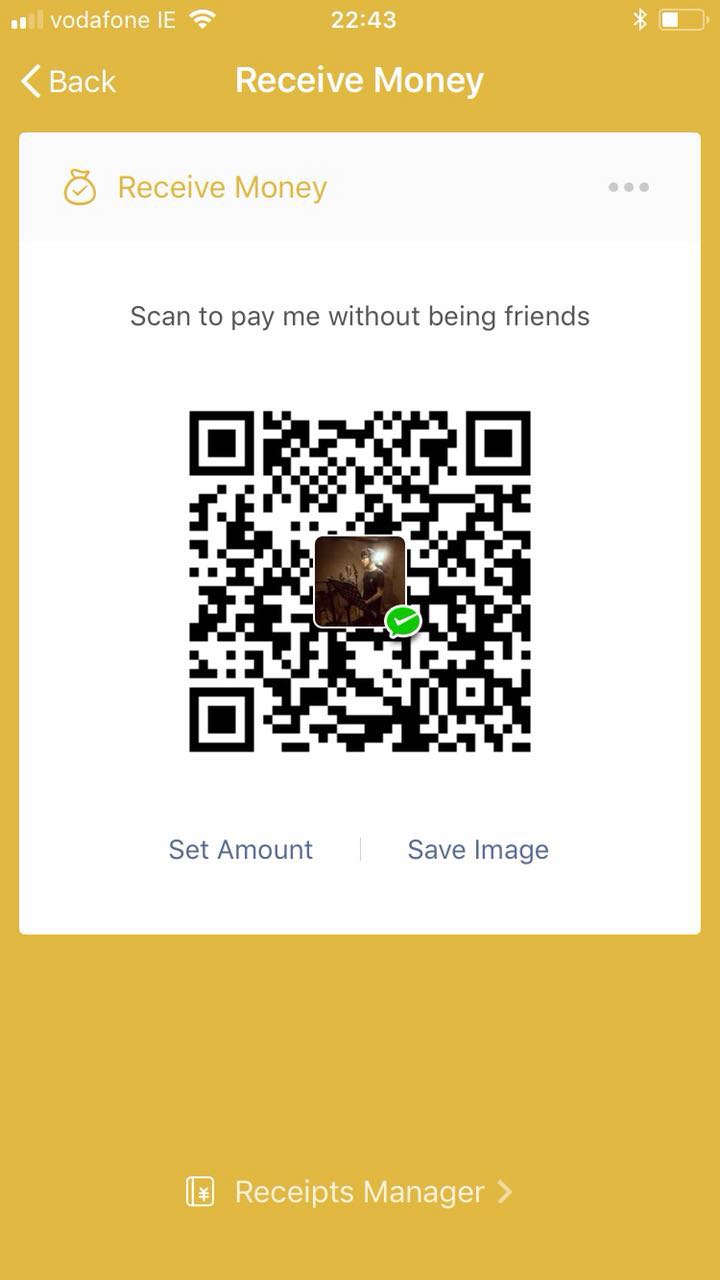 vodafone IE 22:43
Back Receive Money
Receive Money
Scan to pay me without being friends
Set Amount Save Image
¥ Receipts Manager